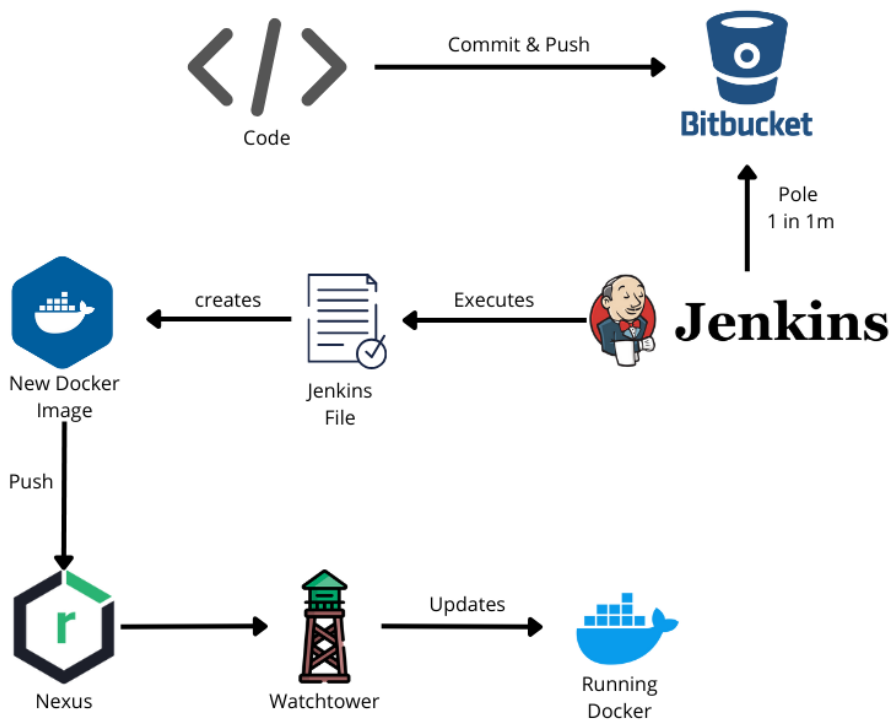 Commit & Push
Code
Bitbucket
Pole
1 in 1m
creates
Executes
Jenkins
New Docker
Image
Jenkins
File
Push
r
Updates
Nexus
Watchtower
Running
Docker